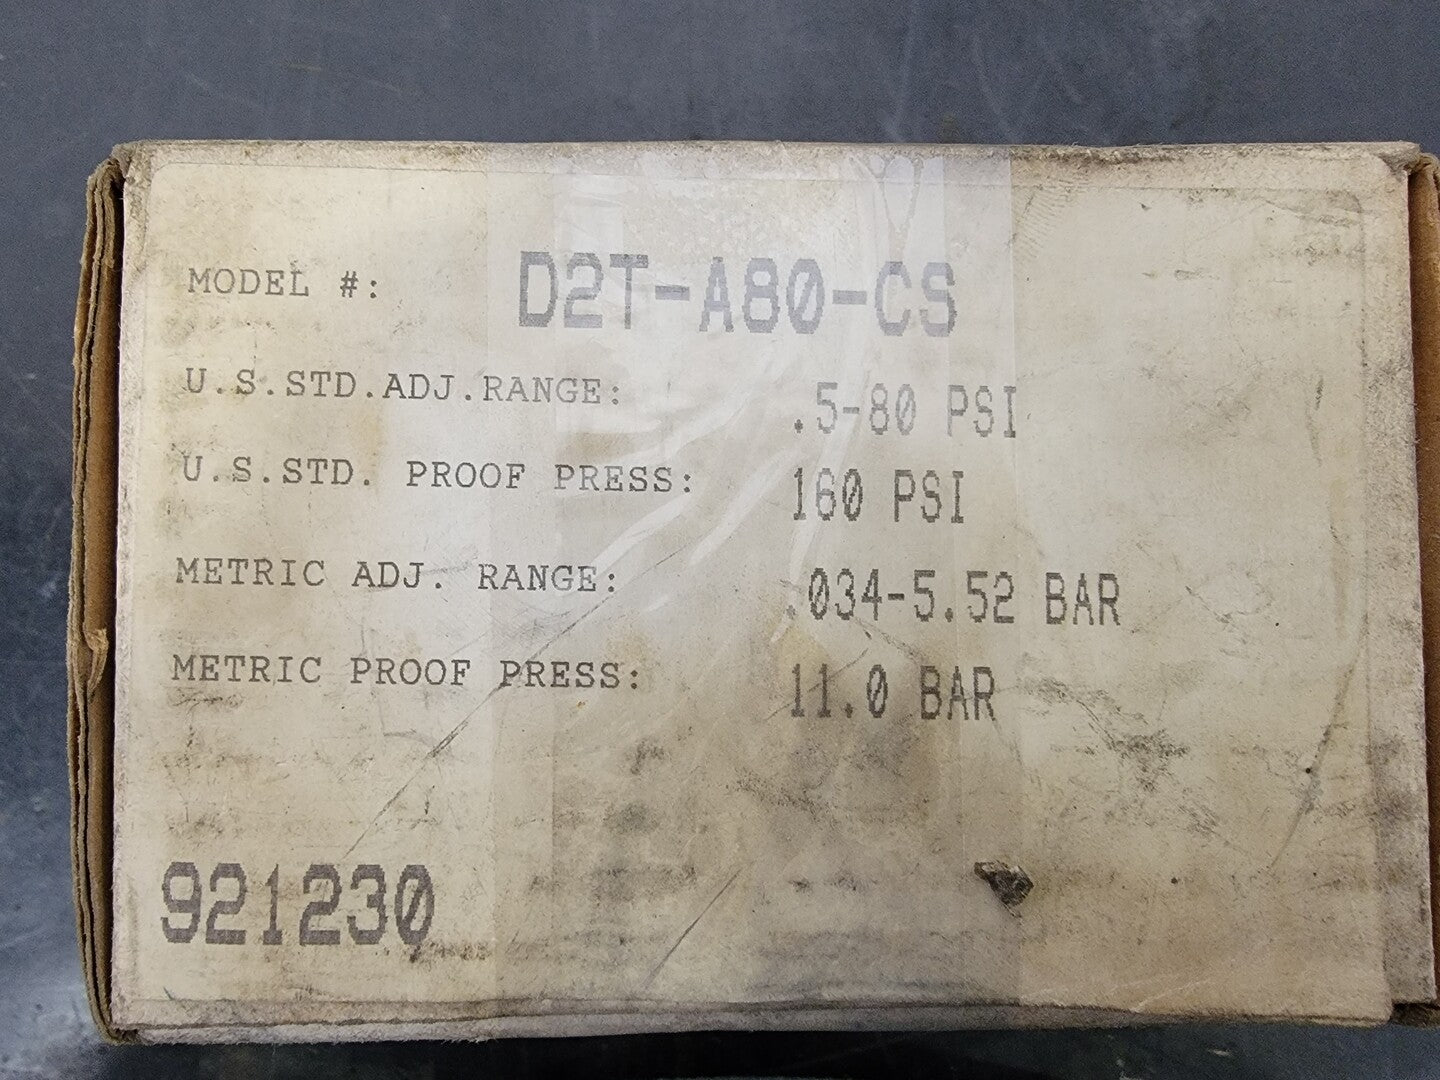 MODEL #: D2T-A80-CS
U.S.STD.ADJ.RANGE: .5-80 PSI
U.S.STD. PROOF PRESS: 160 PSI
METRIC ADJ. RANGE: .034-5.52 BAR
METRIC PROOF PRESS: 11.0 BAR
921230